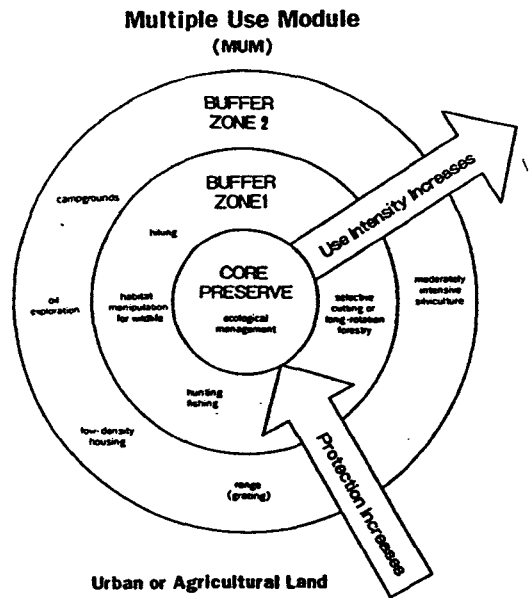 Multiple Use Module
(MUM)
BUFFER
ZONE 2
campgrounds
BUFFER
ZONE 1
hiking
Use Intensity Increases
CORE
PRESERVE
ecological
management
oil
exploration
habitat
manipulation
for wildlife
selective
cutting or
long-rotation
forestry
moderately
intensive
silviculture
hunting
fishing
low-density
housing
range
(grazing)
Protection Increases
Urban or Agricultural Land